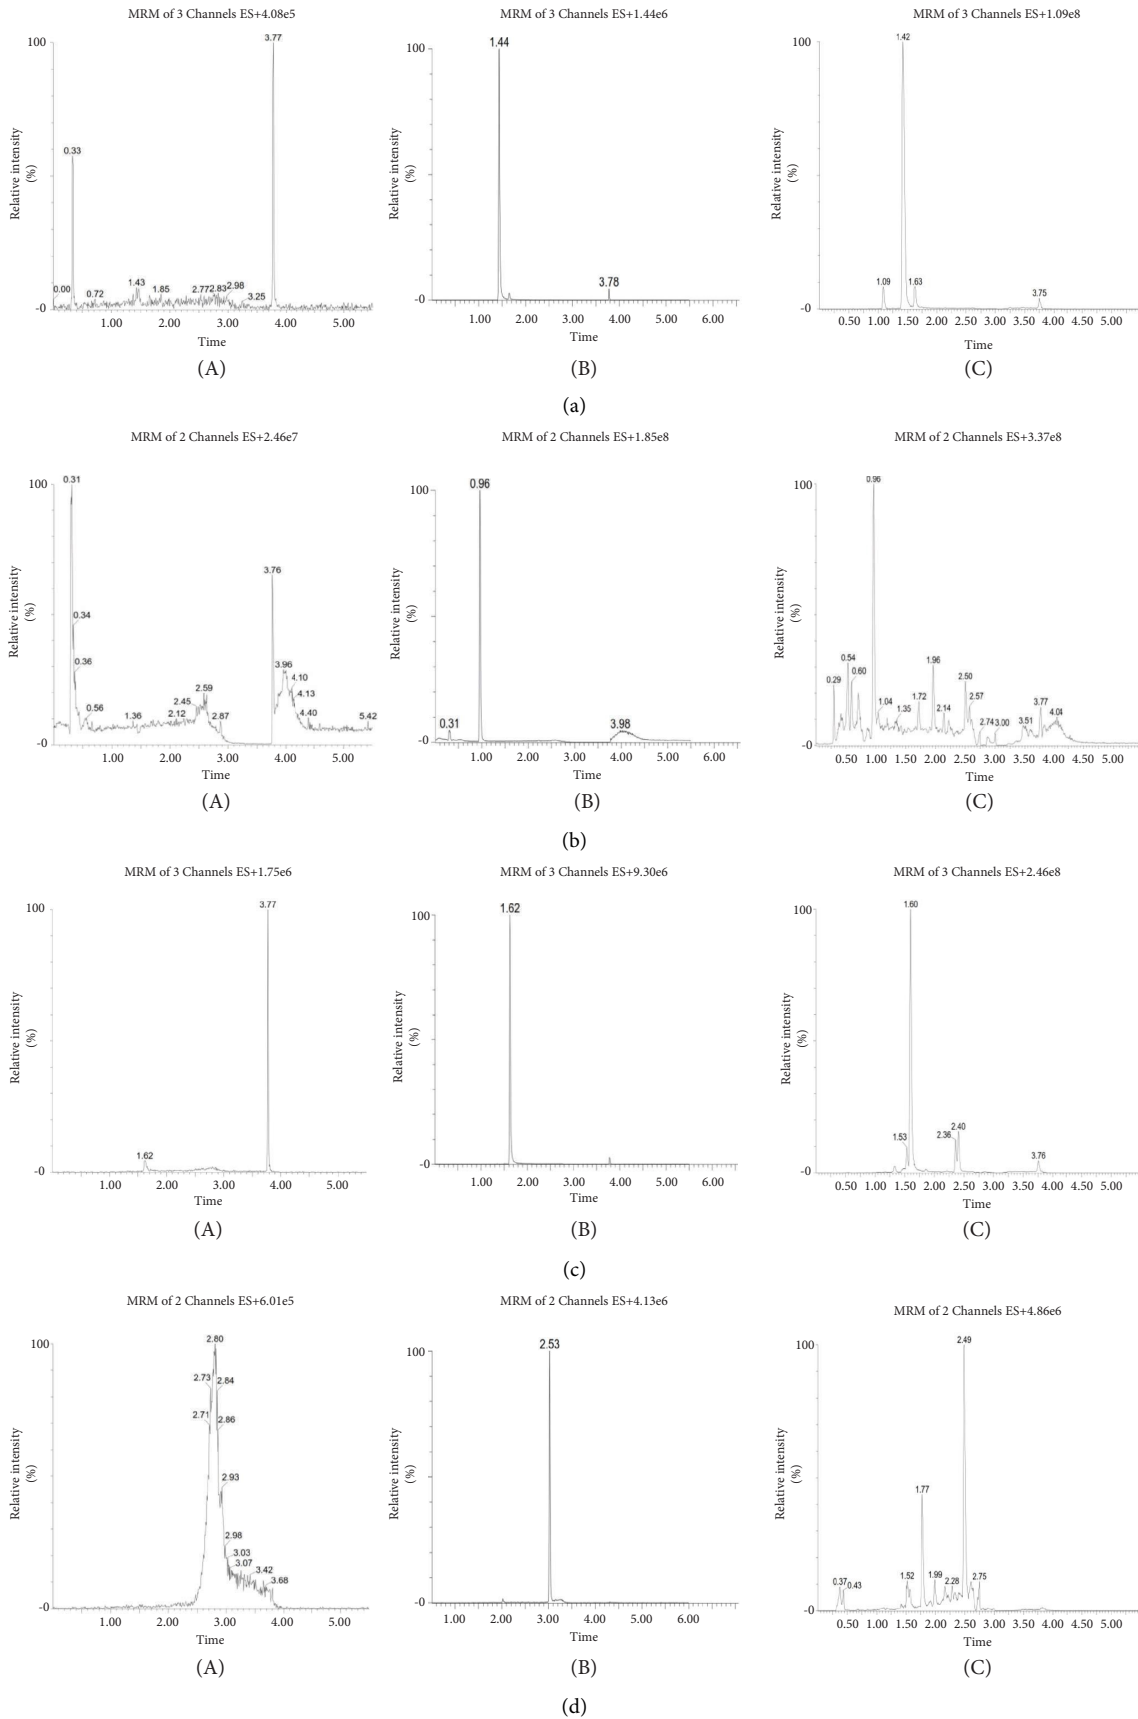 MRM of 3 Channels ES+4.08e5
100
3.77
0.33
Relative intensity
(%)
0.00
0.72
1.43
1.85
2.77
2.83
2.98
3.25
-0
1.00 2.00 3.00 4.00 5.00
Time
(A)
MRM of 3 Channels ES+1.44e6
100
1.44
Relative intensity
(%)
3.78
-0
1.00 2.00 3.00 4.00 5.00 6.00
Time
(B)
MRM of 3 Channels ES+1.09e8
100
1.42
Relative intensity
(%)
1.09
1.63
3.75
-0
0.50 1.00 1.50 2.00 2.50 3.00 3.50 4.00 4.50 5.00
Time
(C)
(a)
MRM of 2 Channels ES+2.46e7
100
0.31
3.76
Relative intensity
(%)
0.34
0.36
0.56
1.36
2.12
2.45
2.59
2.87
3.96
4.10
4.13
4.40
5.42
-0
1.00 2.00 3.00 4.00 5.00
Time
(A)
MRM of 2 Channels ES+1.85e8
100
0.96
Relative intensity
(%)
0.31
3.98
-0
1.00 2.00 3.00 4.00 5.00 6.00
Time
(B)
MRM of 2 Channels ES+3.37e8
100
0.96
Relative intensity
(%)
0.29
0.54
0.60
1.04
1.35
1.72
1.96
2.14
2.50
2.57
2.74
3.00
3.51
3.77
4.01
-0
0.50 1.00 1.50 2.00 2.50 3.00 3.50 4.00 4.50 5.00
Time
(C)
(b)
MRM of 3 Channels ES+1.75e6
100
3.77
Relative intensity
(%)
1.62
-0
1.00 2.00 3.00 4.00 5.00
Time
(A)
MRM of 3 Channels ES+9.30e6
100
1.62
Relative intensity
(%)
-0
1.00 2.00 3.00 4.00 5.00 6.00
Time
(B)
MRM of 3 Channels ES+2.46e8
100
1.60
Relative intensity
(%)
1.53
2.36
2.40
3.76
-0
0.50 1.00 1.50 2.00 2.50 3.00 3.50 4.00 4.50 5.00
Time
(C)
(c)
MRM of 2 Channels ES+6.01e5
100
2.80
2.73
2.84
2.71
2.86
Relative intensity
(%)
2.93
2.98
3.03
3.07
3.42
3.68
-0
1.00 2.00 3.00 4.00 5.00
Time
(A)
MRM of 2 Channels ES+4.13e6
100
2.53
Relative intensity
(%)
-0
1.00 2.00 3.00 4.00 5.00 6.00
Time
(B)
MRM of 2 Channels ES+4.86e6
100
2.49
Relative intensity
(%)
0.37
0.43
1.52
1.77
1.99
2.28
2.75
-0
0.50 1.00 1.50 2.00 2.50 3.00 3.50 4.00 4.50 5.00
Time
(C)
(d)